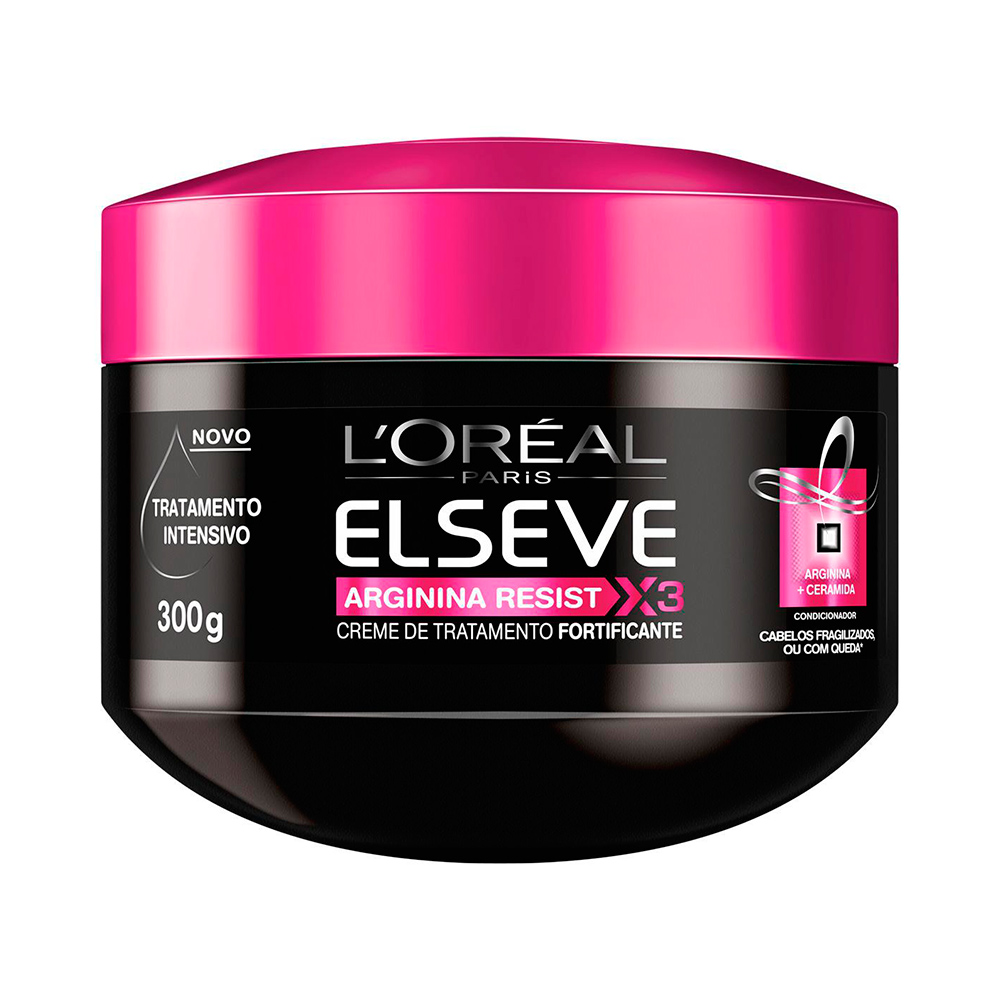 NOVO
TRATAMENTO
INTENSIVO
300g
L'ORÉAL
PARiS
ELSEVE
ARGININA RESIST X3
CREME DE TRATAMENTO FORTIFICANTE
ARGININA
+ CERAMIDA
CONDICIONADOR
CABELOS FRAGILIZADOS,
OU COM QUEDA*